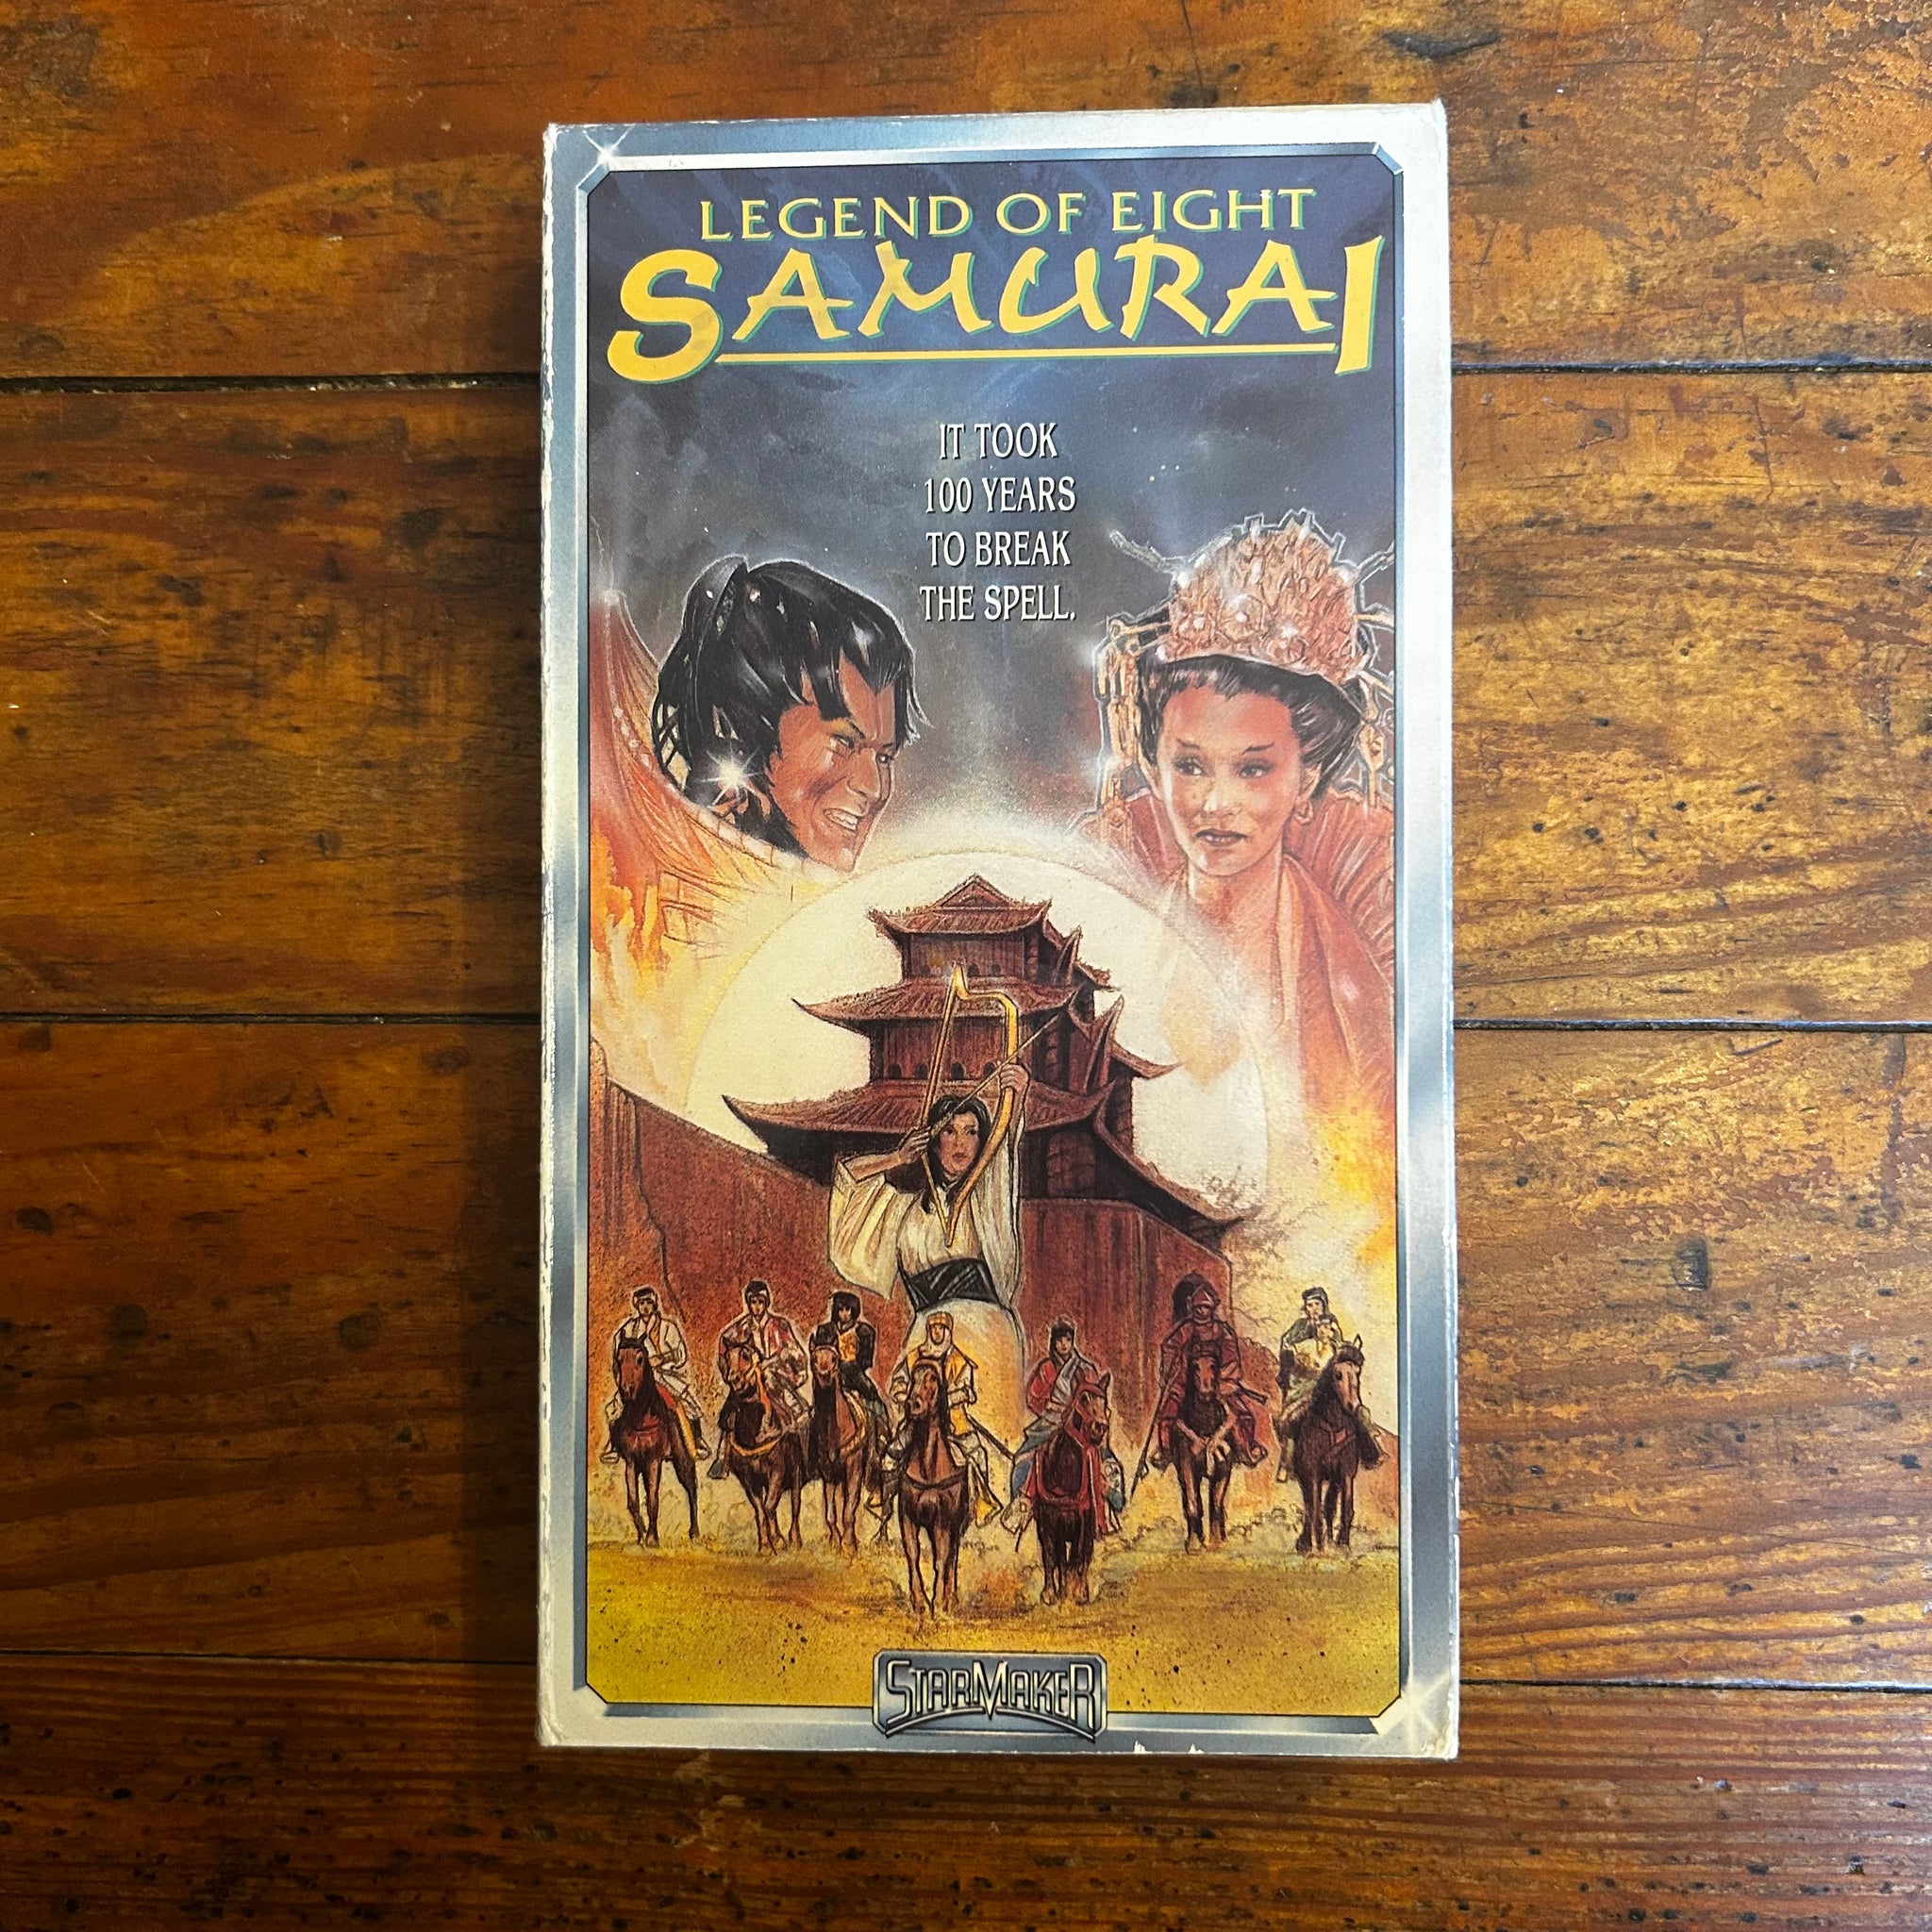 LEGEND OF EIGHT
SAMURAI
IT TOOK
100 YEARS
TO BREAK
THE SPELL.
STARMAKER